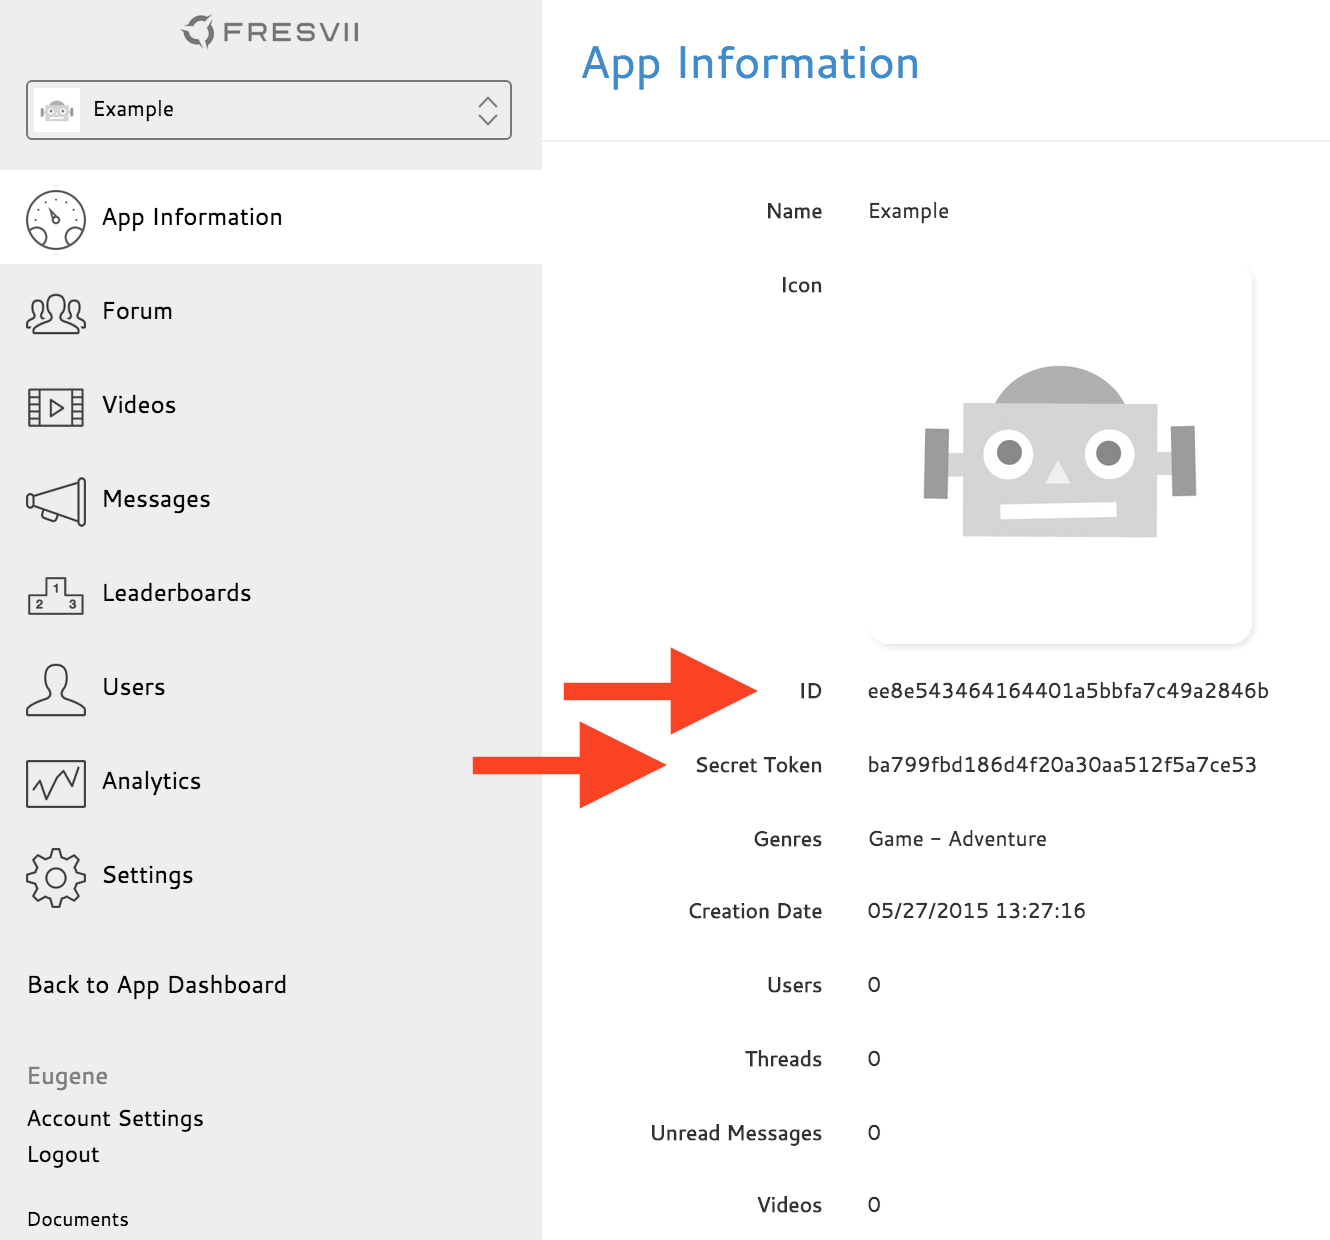 FRESVII
Example
App Information
Forum
Videos
Messages
Leaderboards
1
2 3
Users
Analytics
Settings
Back to App Dashboard
Eugene
Account Settings
Logout
Documents
App Information
Name Example
Icon
ID ee8e543464164401a5bbfa7c49a2846b
Secret Token ba799fbd186d4f20a30aa512f5a7ce53
Genres Game - Adventure
Creation Date 05/27/2015 13:27:16
Users 0
Threads 0
Unread Messages 0
Videos 0